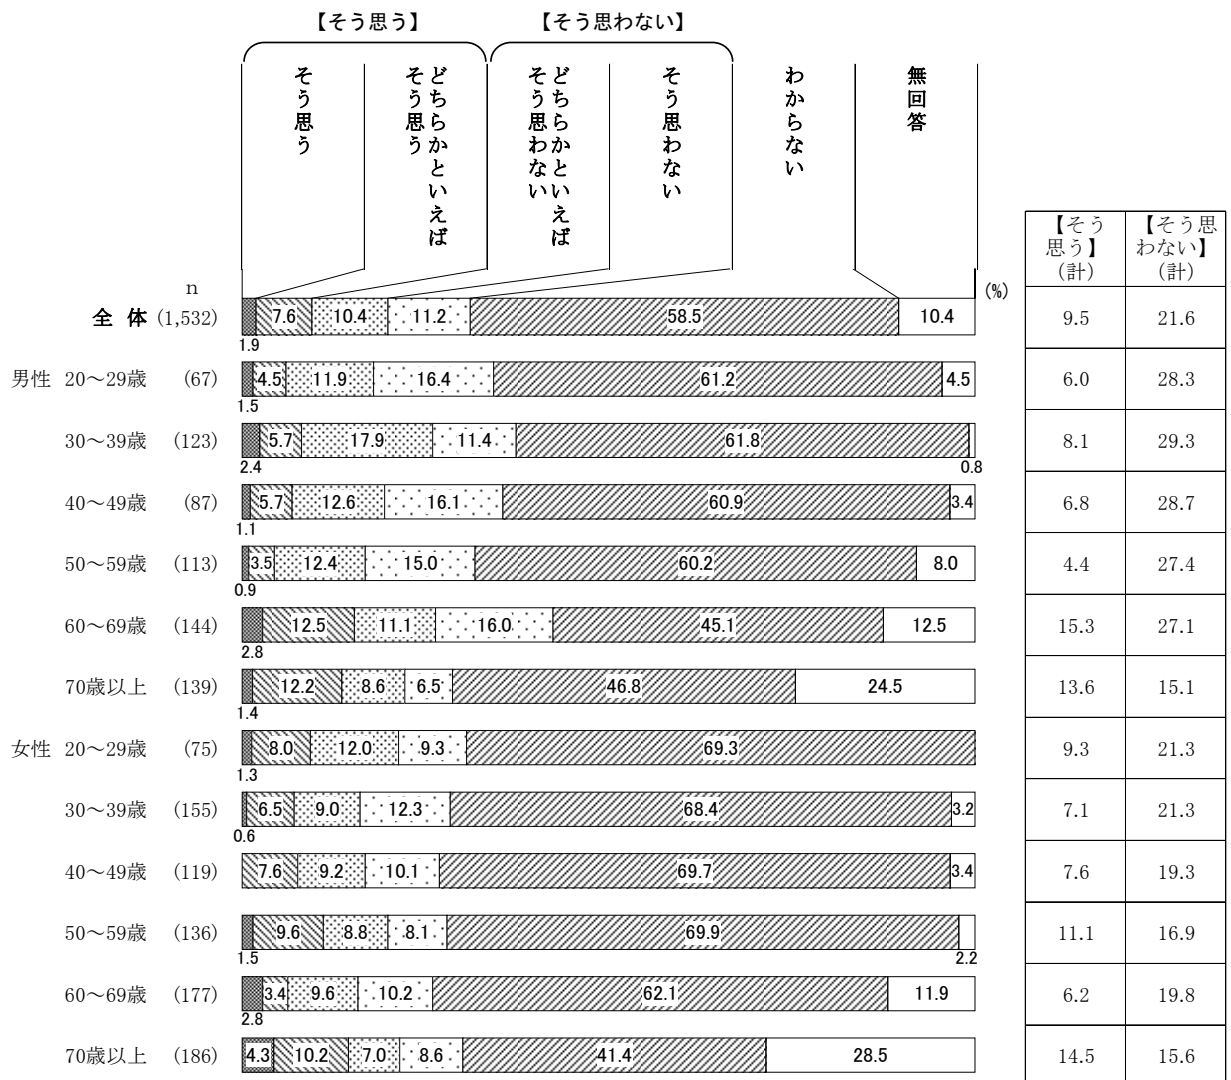 【そう思う】 【そう思わない】
そう思う
どちらかといえば
そう思う
どちらかといえば
そう思わない
そう思わない
わからない
無回答
【そう
思う】
(計)
【そう思
わない】
(計)
n
(%)
全 体 (1,532) 7.6 10.4 11.2 58.5 10.4 9.5 21.6
1.9
男性 20～29歳 (67) 4.5 11.9 16.4 61.2 4.5 6.0 28.3
1.5
30～39歳 (123) 5.7 17.9 11.4 61.8 8.1 29.3
2.4 0.8
40～49歳 (87) 5.7 12.6 16.1 60.9 3.4 6.8 28.7
1.1
50～59歳 (113) 3.5 12.4 15.0 60.2 8.0 4.4 27.4
0.9
60～69歳 (144) 12.5 11.1 16.0 45.1 12.5 15.3 27.1
2.8
70歳以上 (139) 12.2 8.6 6.5 46.8 24.5 13.6 15.1
1.4
女性 20～29歳 (75) 8.0 12.0 9.3 69.3 9.3 21.3
1.3
30～39歳 (155) 6.5 9.0 12.3 68.4 3.2 7.1 21.3
0.6
40～49歳 (119) 7.6 9.2 10.1 69.7 3.4 7.6 19.3
50～59歳 (136) 9.6 8.8 8.1 69.9 11.1 16.9
1.5 2.2
60～69歳 (177) 3.4 9.6 10.2 62.1 11.9 6.2 19.8
2.8
70歳以上 (186) 4.3 10.2 7.0 8.6 41.4 28.5 14.5 15.6